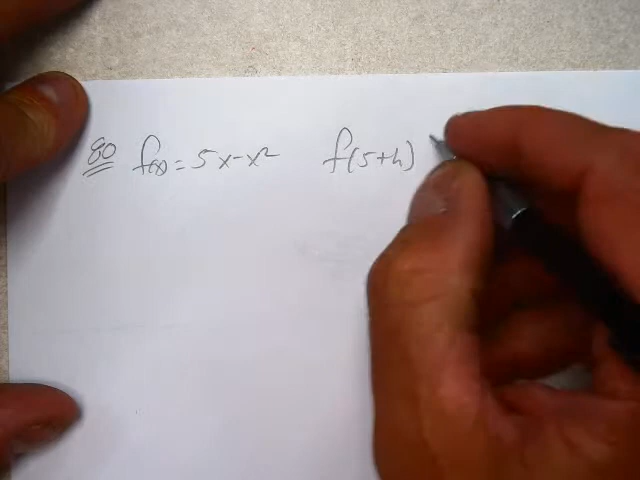 80 f(x) = 5x-x² f(5+h)